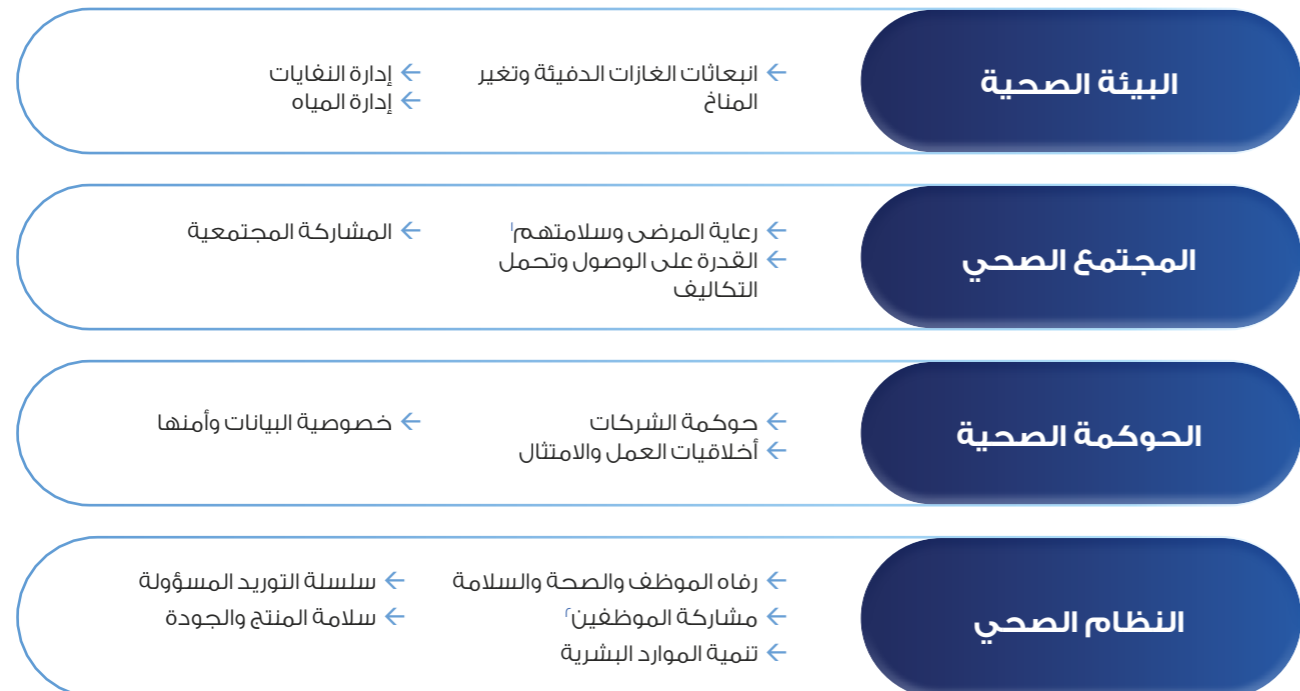 البيئة الصحية
← انبعاثات الغازات الدفيئة وتغير
المناخ
← إدارة النفايات
← إدارة المياه
المجتمع الصحي
← رعاية المرضى وسلامتهم١
← القدرة على الوصول وتحمل
التكاليف
← المشاركة المجتمعية
الحوكمة الصحية
← حوكمة الشركات
← أخلاقيات العمل والامتثال
← خصوصية البيانات وأمنها
النظام الصحي
← رفاه الموظف والصحة والسلامة
← مشاركة الموظفين٢
← تنمية الموارد البشرية
← سلسلة التوريد المسؤولة
← سلامة المنتج والجودة